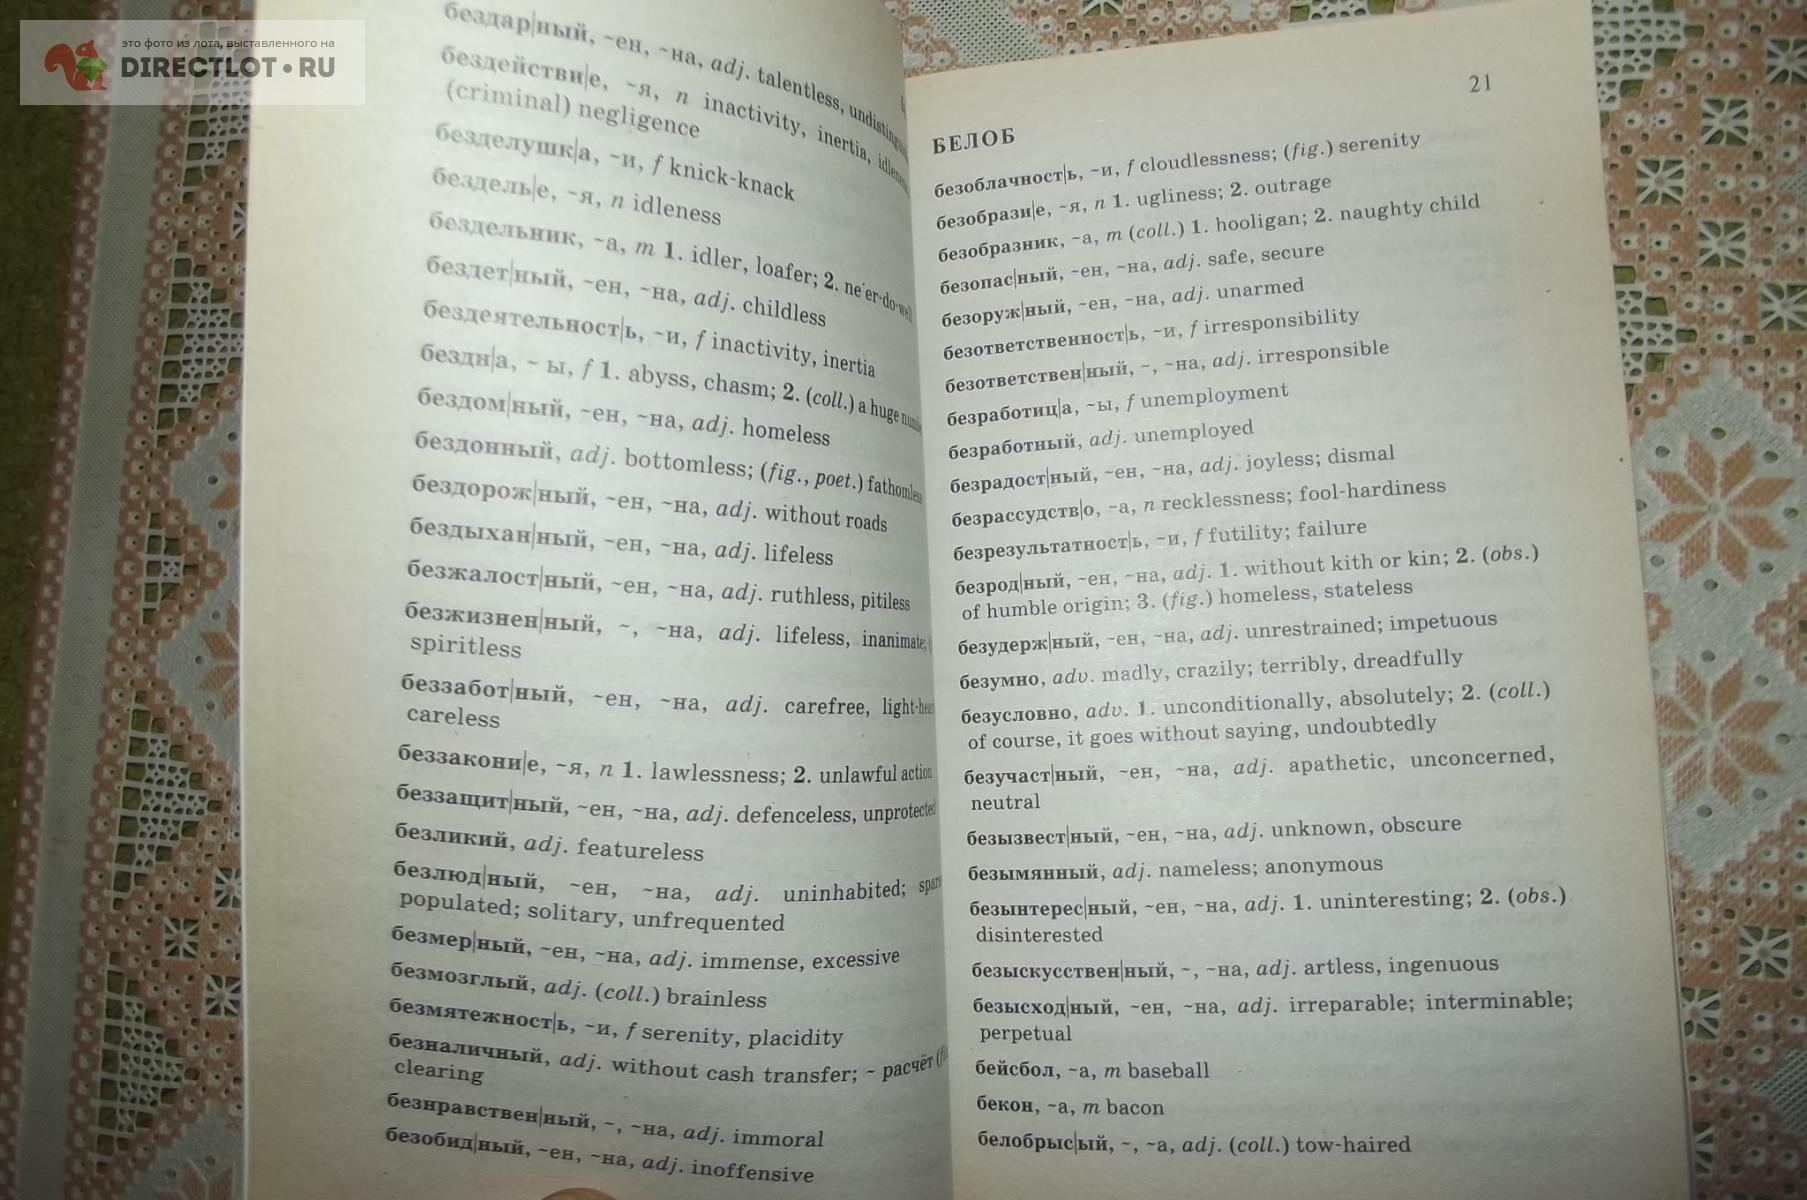 это фото из лота, выставленного на
DIRECTLOT•RU
бездар|ный, ~ен, ~на, adj. talentless,
бездействи|е, ~я, n inactivity, inertia,
(criminal) negligence
безделушк|а, ~и, f knick-knack
бездель|е, ~я, n idleness
бездельник, ~а, m 1. idler, loafer; 2. ne'er-do-well
бездет|ный, ~ен, ~на, adj. childless
бездеятельност|ь, ~и, f inactivity, inertia
бездн|а, ~ ы, f 1. abyss, chasm; 2. (coll.) a huge
бездом|ный, ~ен, ~на, adj. homeless
бездонный, adj. bottomless; (fig., poet.) fathomless
бездорож|ный, ~ен, ~на, adj. without roads
бездыхан|ный, ~ен, ~на, adj. lifeless
безжалост|ный, ~ен, ~на, adj. ruthless, pitiless
безжизнен|ный, ~, ~на, adj. lifeless, inanimate;
spiritless
беззабот|ный, ~ен, ~на, adj. carefree,
careless
беззакони|е, ~я, n 1. lawlessness; 2. unlawful action
беззащит|ный, ~ен, ~на, adj. defenceless, unprotected
безликий, adj. featureless
безлюд|ный, ~ен, ~на, adj. uninhabited;
populated; solitary, unfrequented
безмер|ный, ~ен, ~на, adj. immense, excessive
безмозглый, adj. (coll.) brainless
безмятежност|ь, ~и, f serenity, placidity
безналичный, adj. without cash transfer; ~ расчёт
clearing
безнравствен|ный, ~, ~на, adj. immoral
безобид|ный, ~ен, ~на, adj. inoffensive
21
БЕЛОБ
безоблачност|ь, ~и, f cloudlessness; (fig.) serenity
безобрази|е, ~я, n 1. ugliness; 2. outrage
безобразник, ~а, m (coll.) 1. hooligan; 2. naughty child
безопас|ный, ~ен, ~на, adj. safe, secure
безоруж|ный, ~ен, ~на, adj. unarmed
безответственност|ь, ~и, f irresponsibility
безответствен|ный, ~, ~на, adj. irresponsible
безработиц|а, ~ы, f unemployment
безработный, adj. unemployed
безрадост|ный, ~ен, ~на, adj. joyless; dismal
безрассудств|о, ~а, n recklessness; fool-hardiness
безрезультатност|ь, ~и, f futility; failure
безрод|ный, ~ен, ~на, adj. 1. without kith or kin; 2. (obs.)
of humble origin; 3. (fig.) homeless, stateless
безудерж|ный, ~ен, ~на, adj. unrestrained; impetuous
безумно, adv. madly, crazily; terribly, dreadfully
безусловно, adv. 1. unconditionally, absolutely; 2. (coll.)
of course, it goes without saying, undoubtedly
безучаст|ный, ~ен, ~на, adj. apathetic, unconcerned,
neutral
безызвест|ный, ~ен, ~на, adj. unknown, obscure
безымянный, adj. nameless; anonymous
безынтерес|ный, ~ен, ~на, adj. 1. uninteresting; 2. (obs.)
disinterested
безыскусствен|ный, ~, ~на, adj. artless, ingenuous
безысход|ный, ~ен, ~на, adj. irreparable; interminable;
perpetual
бейсбол, ~а, m baseball
бекон, ~а, m bacon
белобрыс|ый, ~, ~а, adj. (coll.) tow-haired